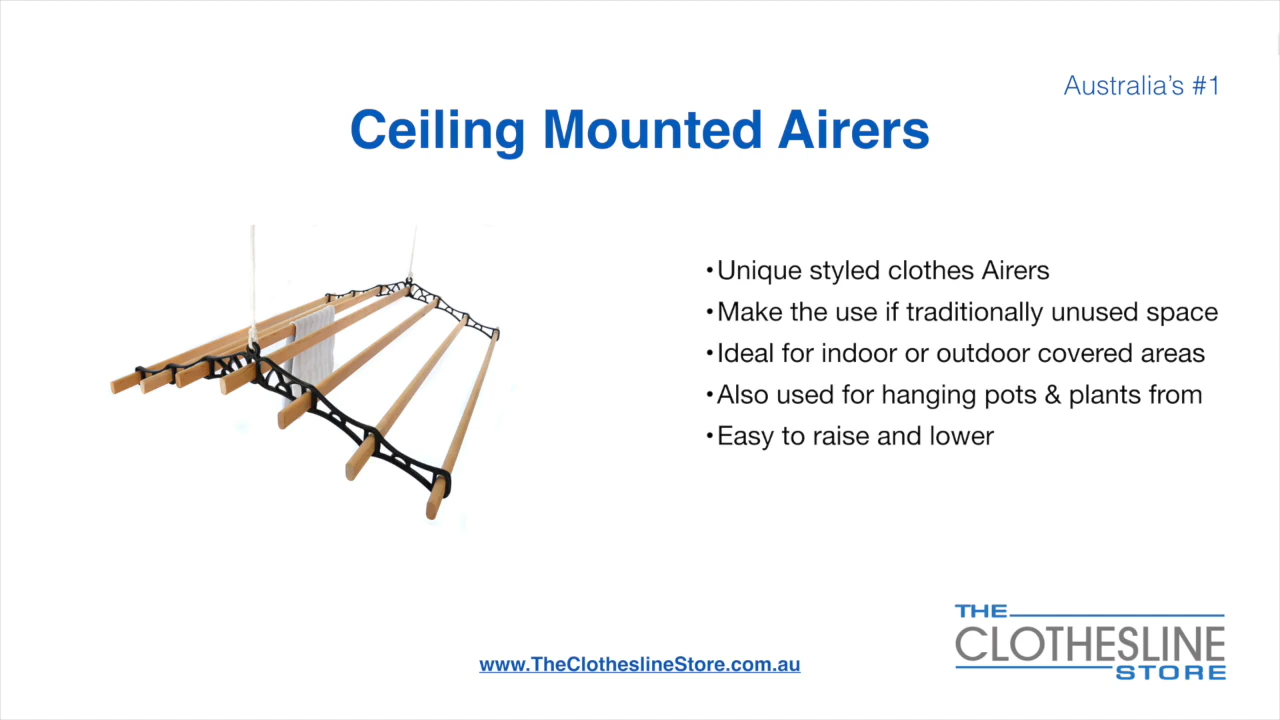 Australia's #1
Ceiling Mounted Airers
•Unique styled clothes Airers
•Make the use if traditionally unused space
•Ideal for indoor or outdoor covered areas
•Also used for hanging pots & plants from
•Easy to raise and lower
www.TheClotheslineStore.com.au
THE
CLOTHESLINE
STORE